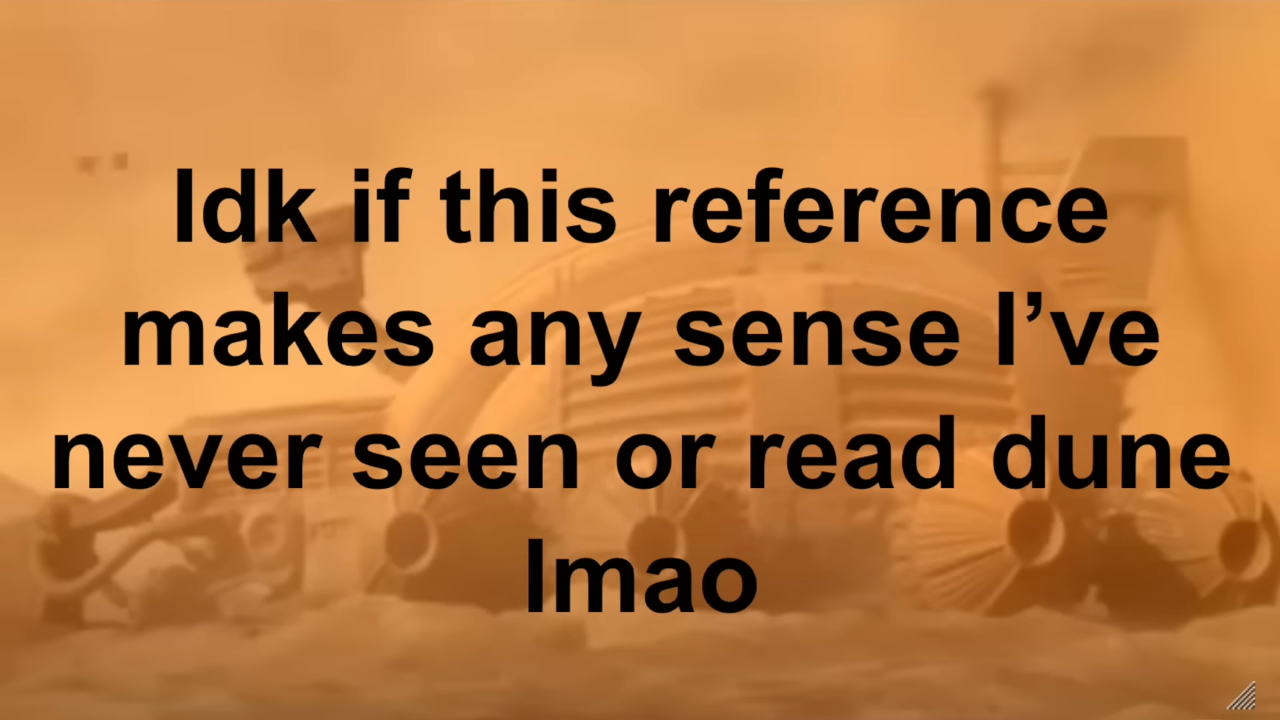 Idk if this reference
makes any sense I’ve
never seen or read dune
lmao